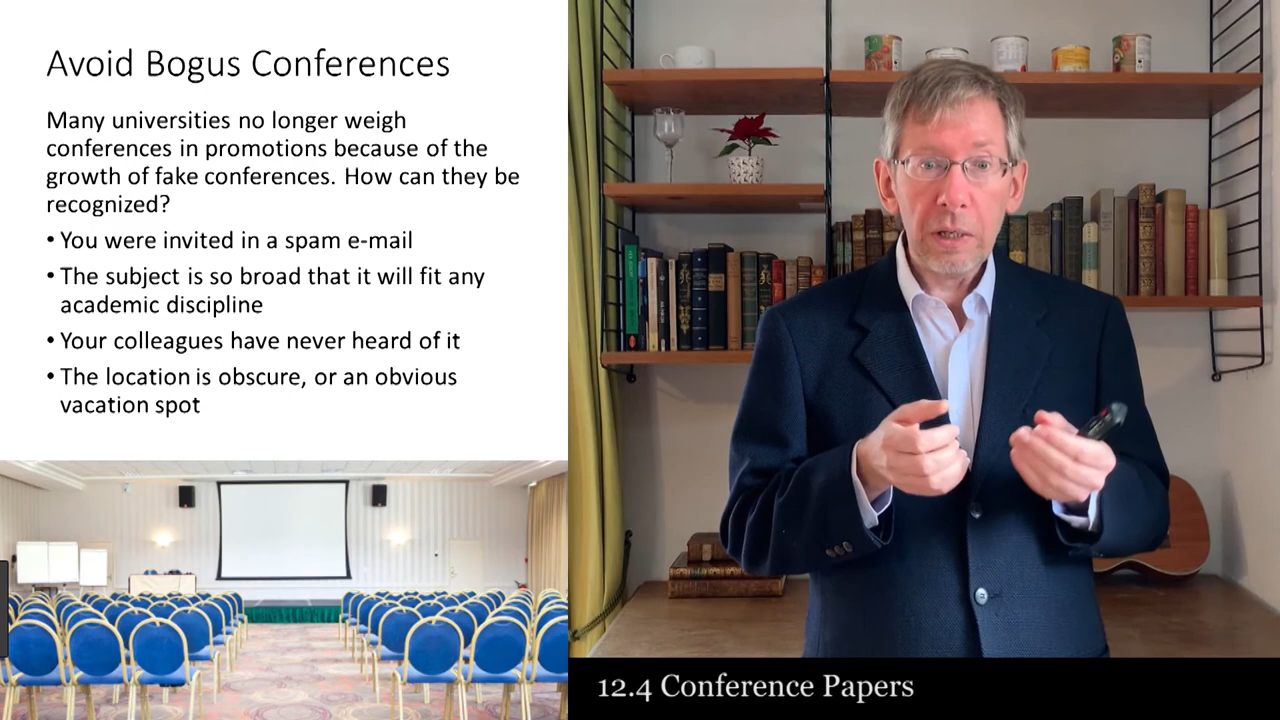 Avoid Bogus Conferences
Many universities no longer weigh
conferences in promotions because of the
growth of fake conferences. How can they be
recognized?
• You were invited in a spam e-mail
• The subject is so broad that it will fit any
academic discipline
• Your colleagues have never heard of it
• The location is obscure, or an obvious
vacation spot
12.4 Conference Papers